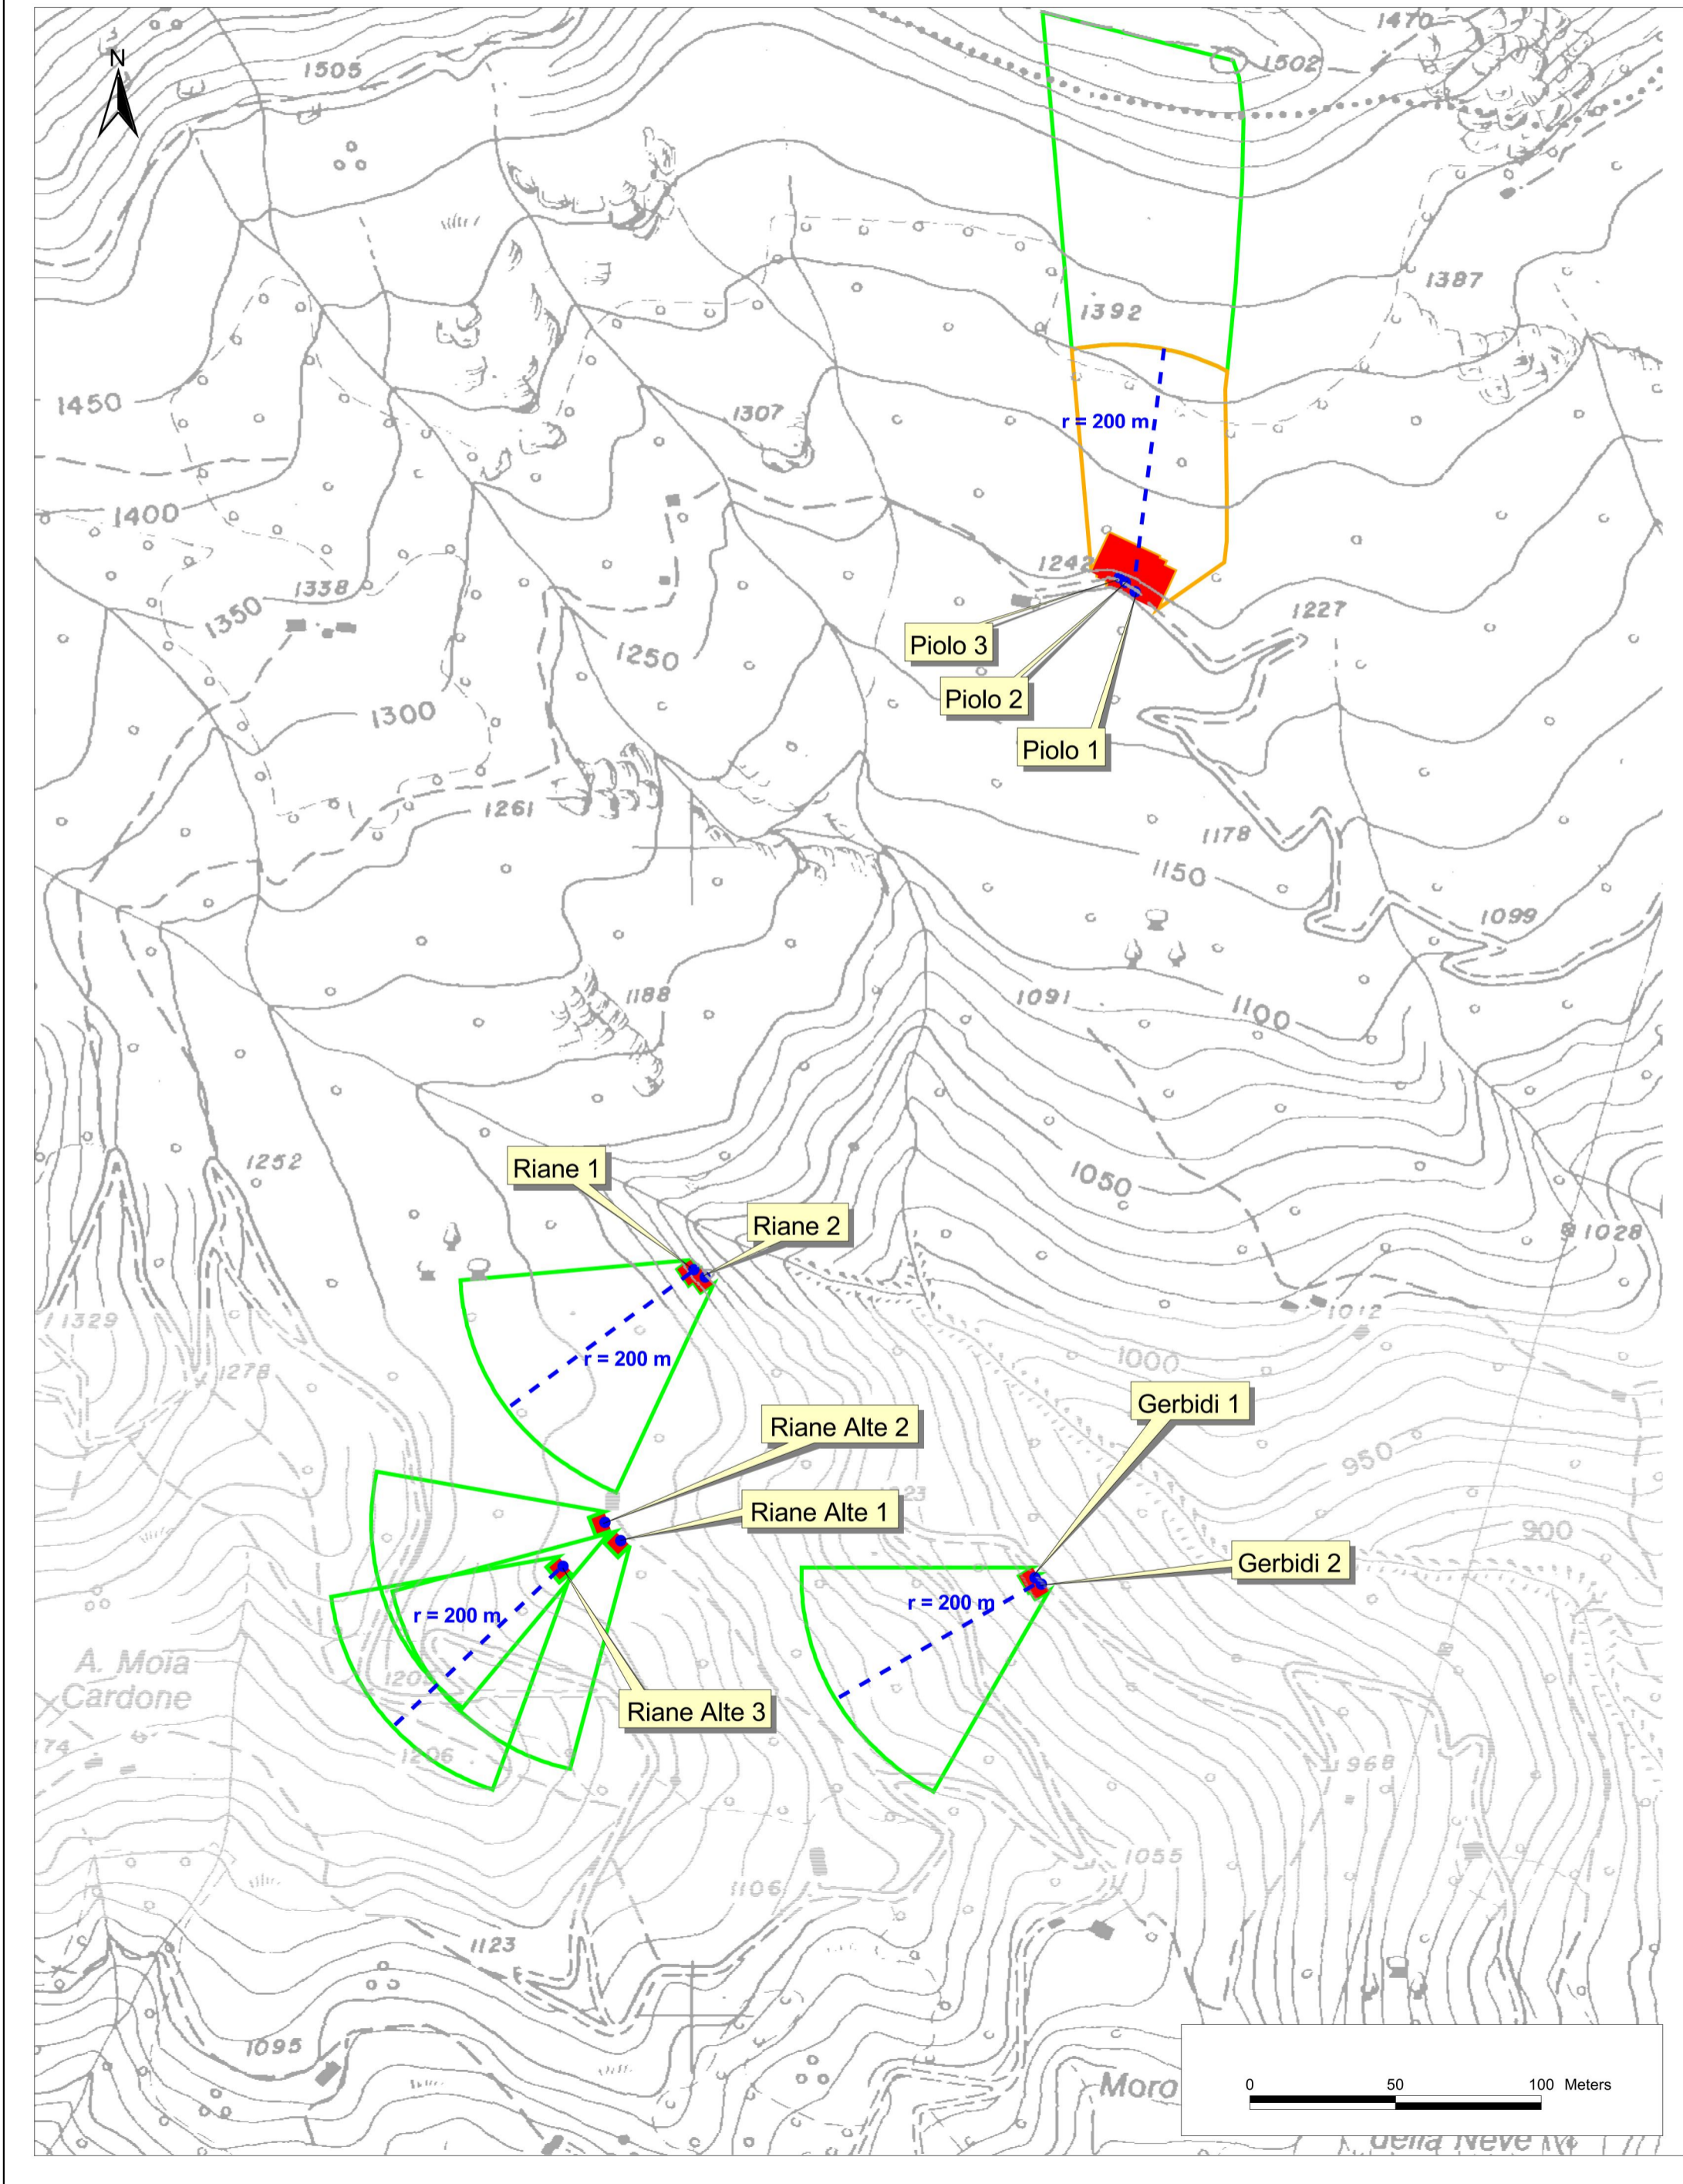 N
1470
1505
1502
1387
1392
1450
1307
r = 200 m
1400
1242
1338
1350
1227
Piolo 3
1250
Piolo 2
1300
Piolo 1
1261
1178
1150
1099
1188
1091
1100
1252
Riane 1
1050
Riane 2
1028
1329
1012
r = 200 m
1000
1278
Gerbidi 1
Riane Alte 2
950
Riane Alte 1
900
Gerbidi 2
r = 200 m
r = 200 m
A. Moia
Cardone
Riane Alte 3
1206
968
1055
1106
1123
1095
Moro
0 50 100 Meters
della Neve